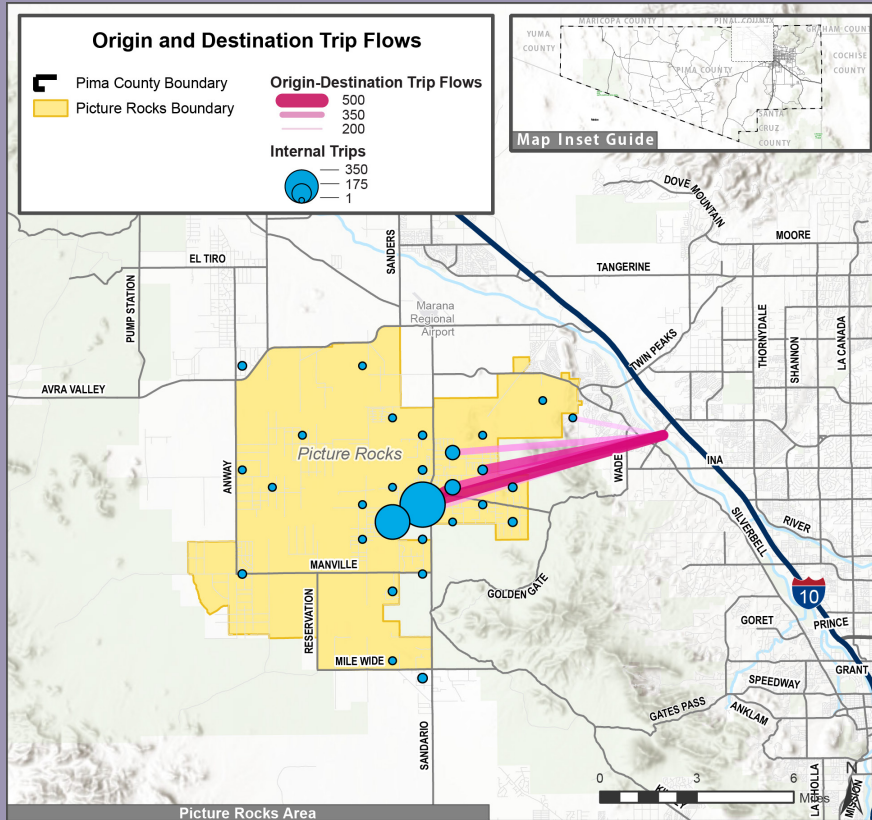 Origin and Destination Trip Flows
Pima County Boundary
Picture Rocks Boundary
Origin-Destination Trip Flows
500
350
200
Internal Trips
350
175
1
MARICOPA COUNTY
PINAL COUNTY
GRAHAM COUNT
YUMA
COUNTY
COCHISE
COUNTY
PIMA COUNTY
SANTA
CRUZ
COUNTY
Map Inset Guide
DOVE MOUNTAIN
MOORE
SANDERS
EL TIRO
TANGERINE
PUMP STATION
Marana
Regional
Airport
THORNYDALE
SHANNON
LA CANADA
TWIN PEAKS
AVRA VALLEY
Picture Rocks
ANWAY
WADE
INA
SILVERBELL
RIVER
MANVILLE
GOLDEN GATE
10
RESERVATION
GORET
PRINCE
MILE WIDE
GRANT
SPEEDWAY
GATES PASS
ANKLAM
SANDARIO
N
0
3
6
Miles
LA CHOLLA
MISSION
Picture Rocks Area